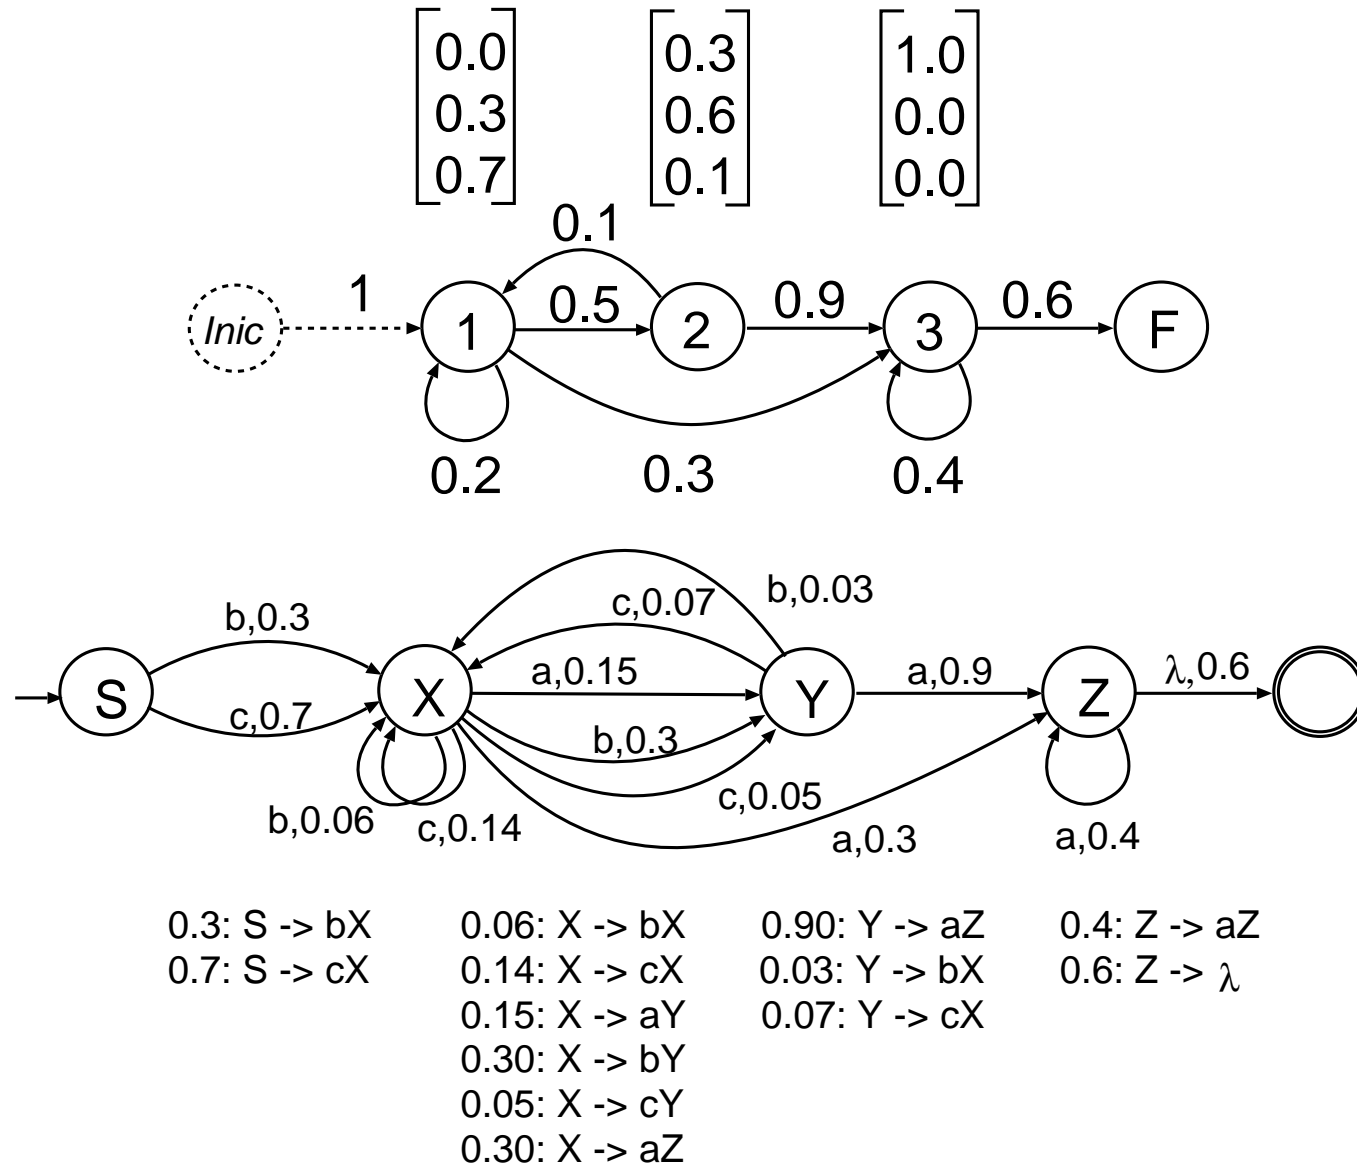 0.0 0.3 1.0
0.3 0.6 0.0
0.7 0.1 0.0
0.1
1 0.5 0.9 0.6
Inic 1 2 3 F
0.2 0.3 0.4
b,0.03
c,0.07
b,0.3 a,0.15 a,0.9 λ,0.6
S X Y Z
c,0.7 b,0.3
c,0.05
b,0.06 c,0.14 a,0.3 a,0.4
0.3: S -> bX 0.06: X -> bX 0.90: Y -> aZ 0.4: Z -> aZ
0.7: S -> cX 0.14: X -> cX 0.03: Y -> bX 0.6: Z -> λ
0.15: X -> aY 0.07: Y -> cX
0.30: X -> bY
0.05: X -> cY
0.30: X -> aZ